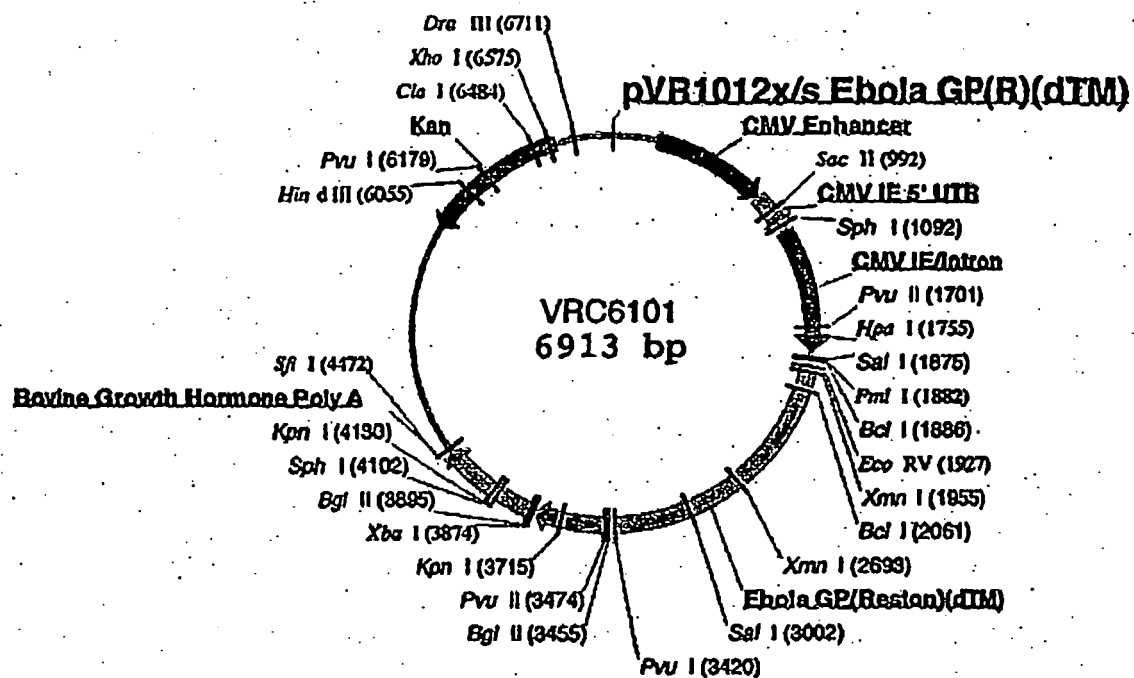 Dra III (6711)
Xho I (6575)
Cla I (6484)
Kan
Pvu I (6179)
Hin d III (6055)
pVR1012x/s Ebola GP(R)(dTM)
CMV Enhancer
Sac II (992)
CMV IE 5' UTR
Sph I (1092)
CMV IE/Intron
Pvu II (1701)
Hpa I (1755)
Sal I (1875)
Pml I (1882)
Bcl I (1886)
Eco RV (1927)
Xmn I (1955)
Bcl I (2061)
Xmn I (2693)
Ebola GP(Reston)(dTM)
Sal I (3002)
Pvu I (3420)
Bgl II (3455)
Pvu II (3474)
Kpn I (3715)
Xba I (3874)
Bgl II (3895)
Sph I (4102)
Kpn I (4193)
Bovine Growth Hormone Poly A
Sfi I (4472)
VRC6101
6913 bp